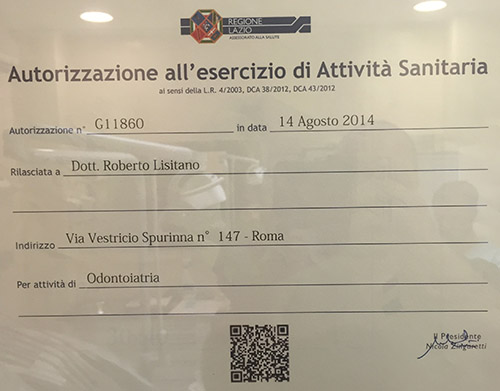 REGIONE
LAZIO
ASSESSORATO ALLA SALUTE
Autorizzazione all'esercizio di Attività Sanitaria
ai sensi della L.R. 4/2003, DCA 38/2012, DCA 43/2012
Autorizzazione n° G11860 in data 14 Agosto 2014
Rilasciata a Dott. Roberto Lisitano
Indirizzo Via Vestricio Spurinna n° 147 - Roma
Per attività di Odontoiatria
Il Presidente
Nicola Zingaretti